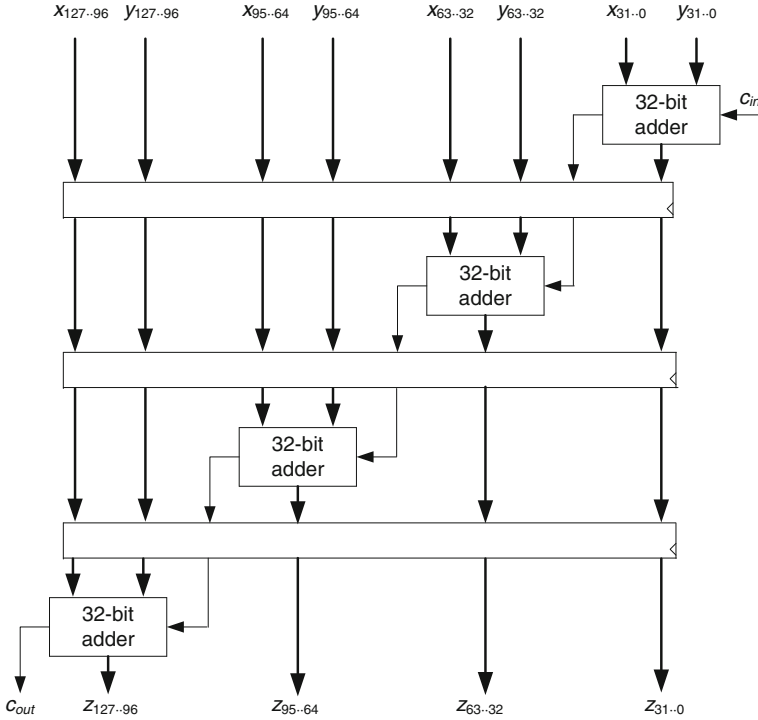 x127..96 y127..96 x95..64 y95..64 x63..32 y63..32 x31..0 y31..0
32-bit
adder
cin
32-bit
adder
32-bit
adder
32-bit
adder
cout z127..96 z95..64 z63..32 z31..0